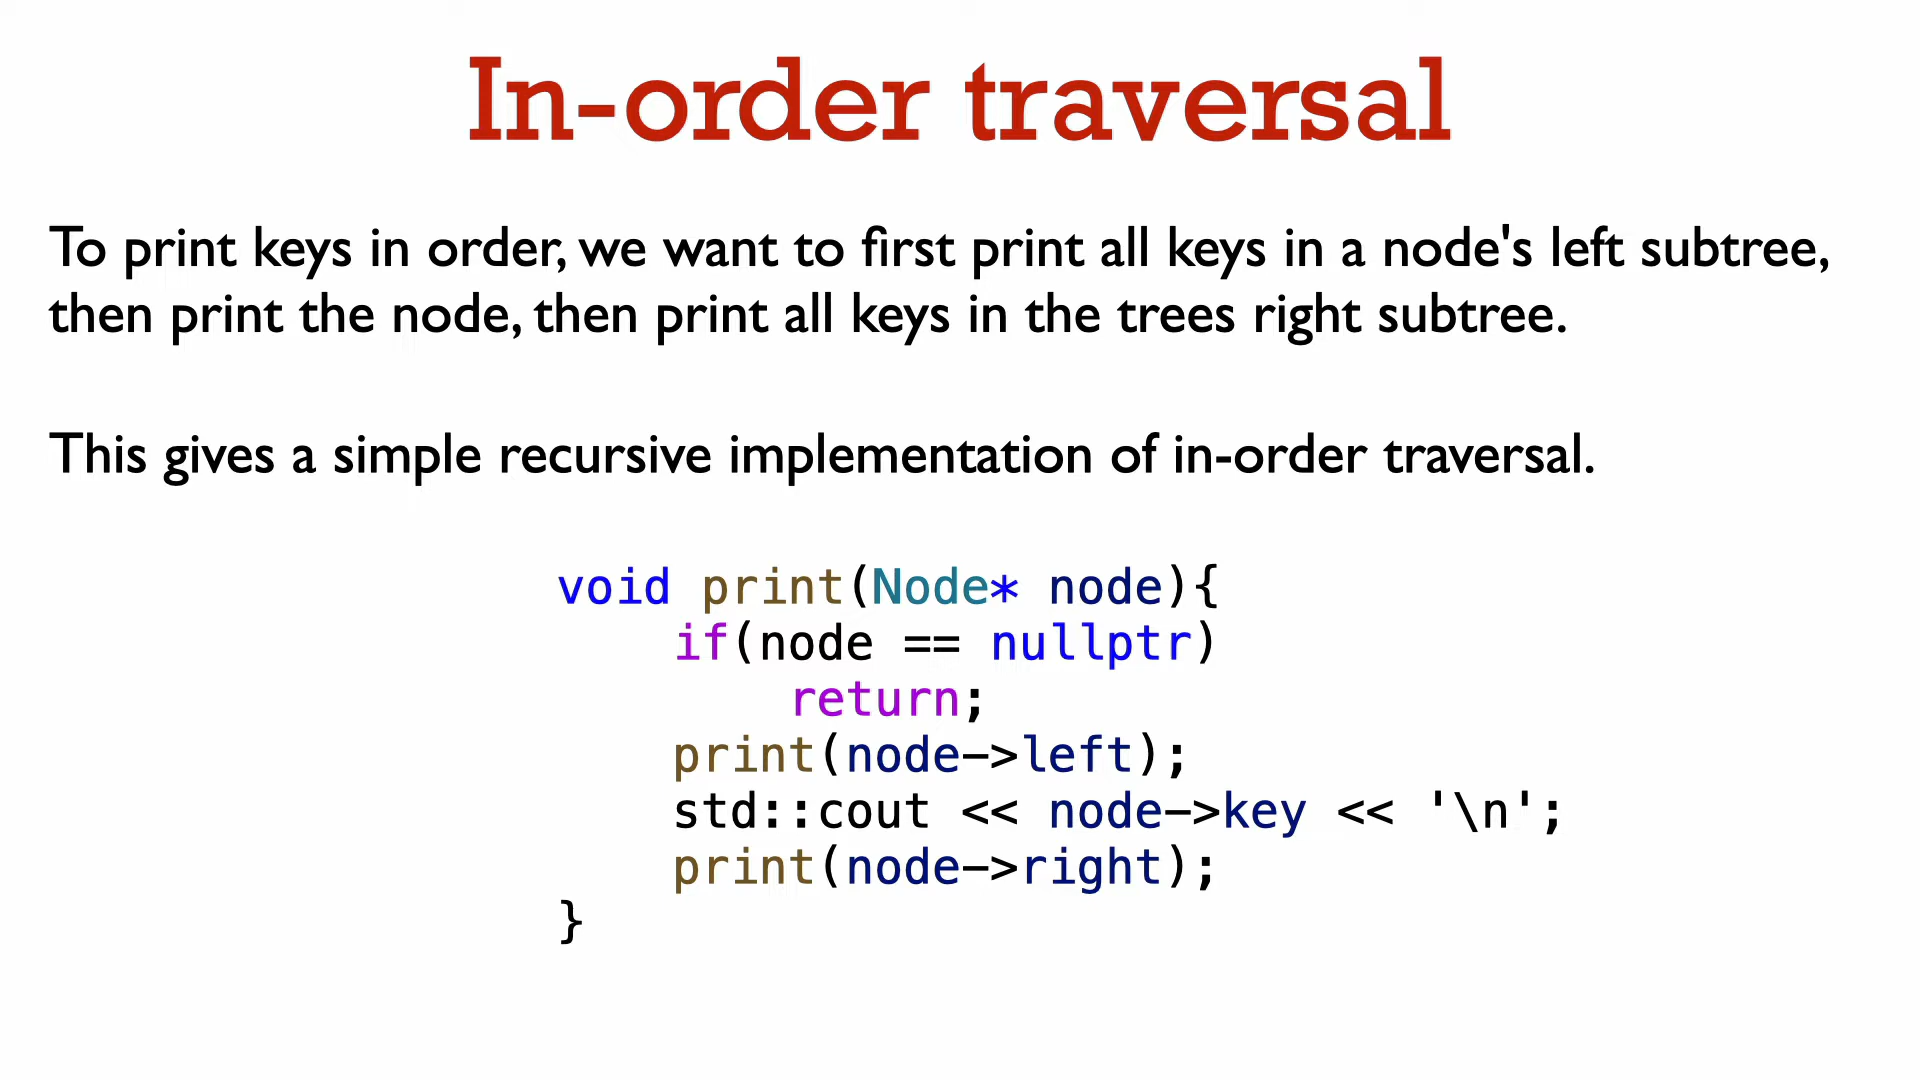 In-order traversal
To print keys in order, we want to first print all keys in a node's left subtree,
then print the node, then print all keys in the trees right subtree.
This gives a simple recursive implementation of in-order traversal.
void print(Node* node){
    if(node == nullptr)
        return;
    print(node->left);
    std::cout << node->key << '\n';
    print(node->right);
}